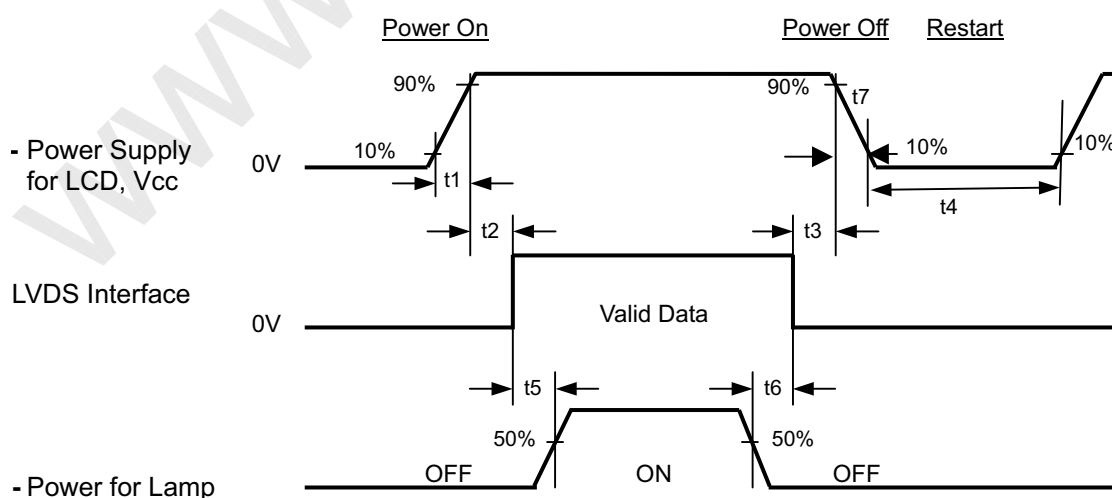 www
Power On
Power Off
Restart
90%
90%
t7
- Power Supply
for LCD, Vcc
0V
10%
10%
10%
t1
t4
t2
t3
LVDS Interface
0V
Valid Data
t5
t6
50%
50%
- Power for Lamp
OFF
ON
OFF